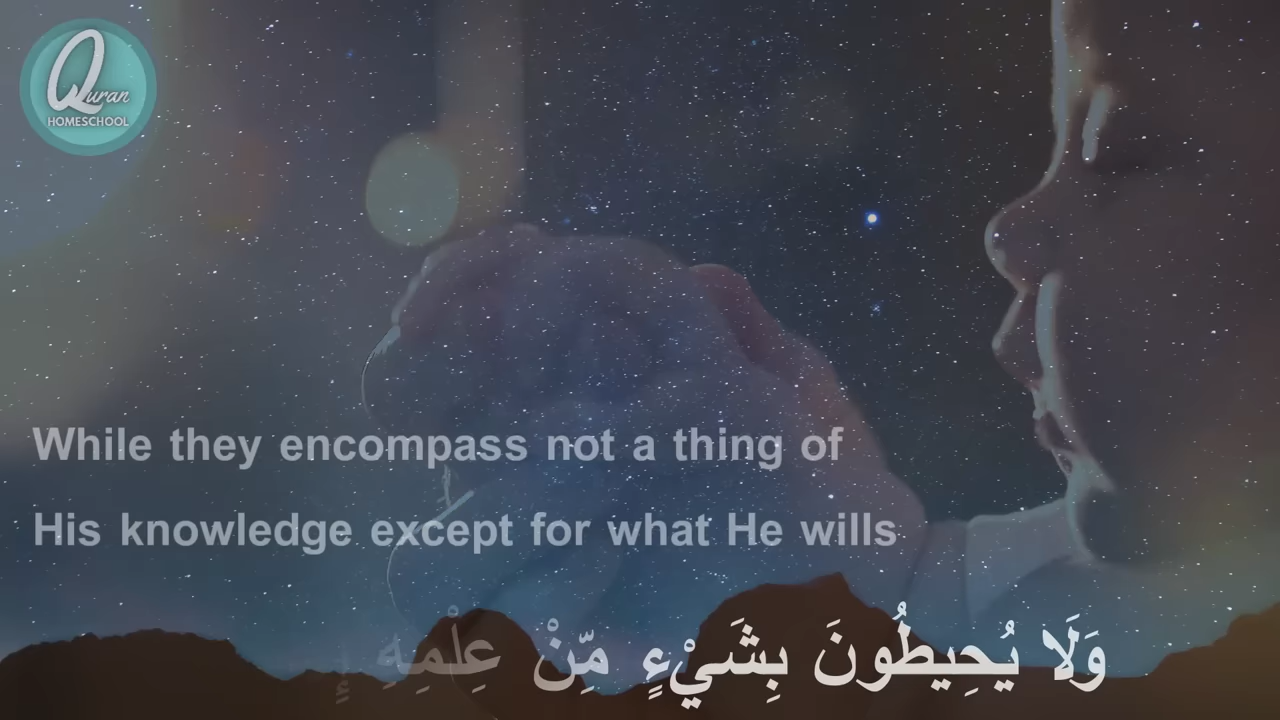 Quran
HOMESCHOOL
While they encompass not a thing of
His knowledge except for what He wills
وَلَا يُحِيطُونَ بِشَيْءٍ مِّنْ عِلْمِهِ